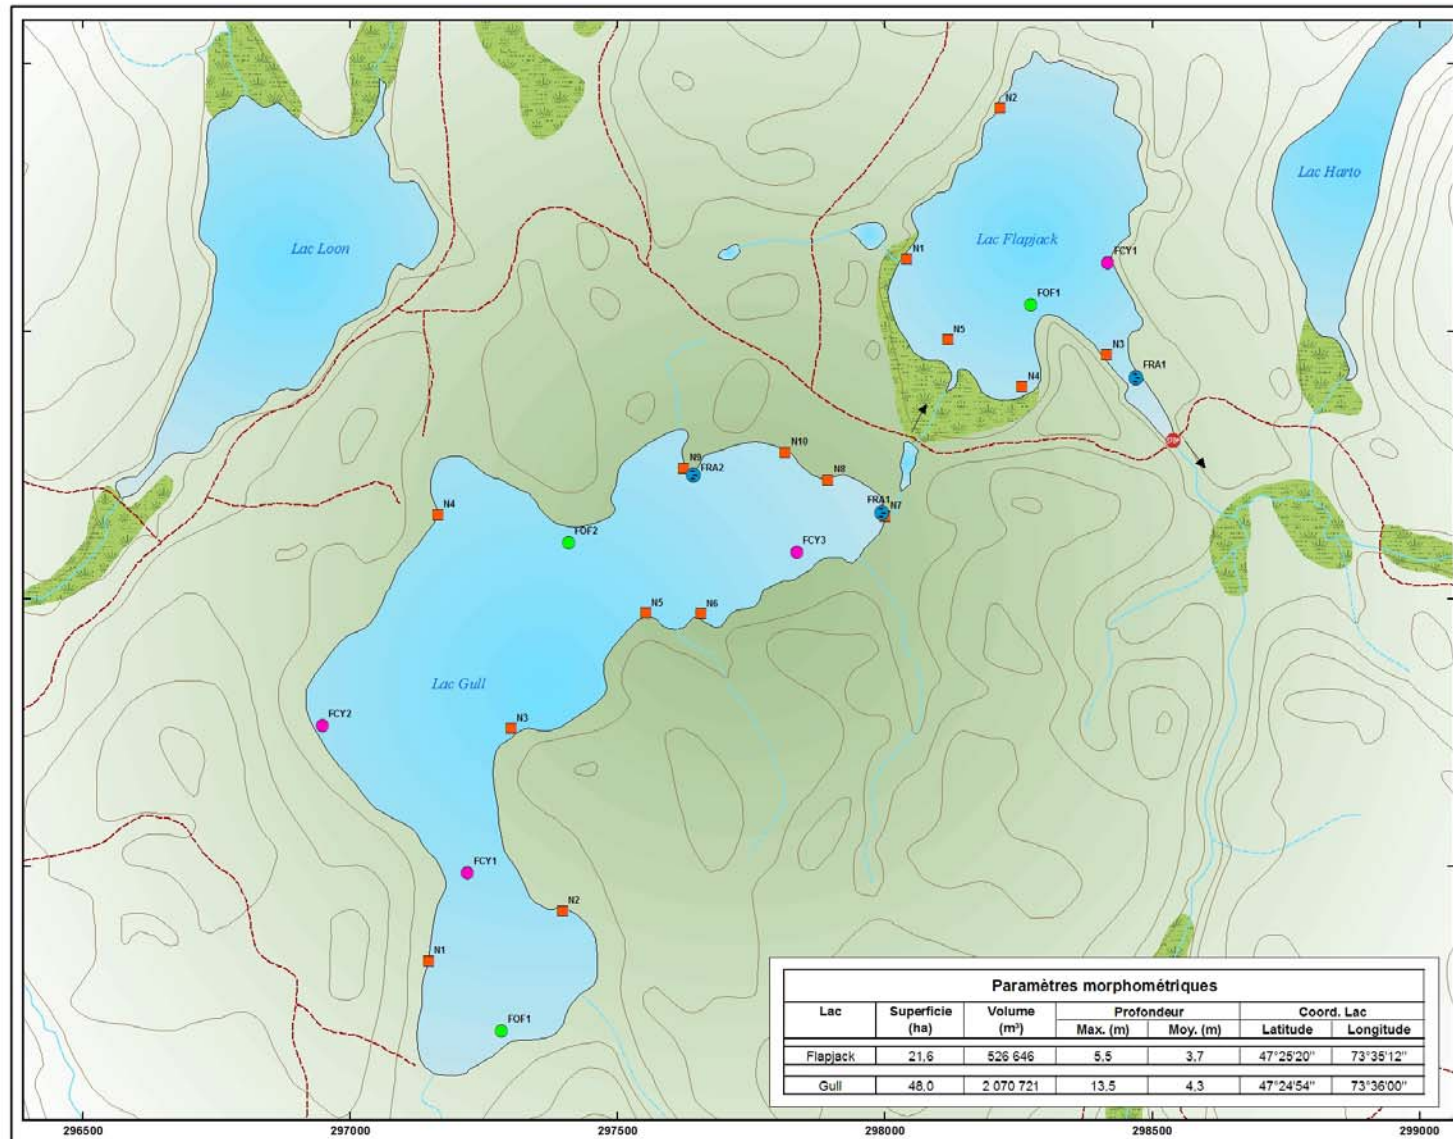 N2
Lac Harto
Lac Flapjack
Lac Loon
N1
FCY1
FOF1
N5
N3
FRA1
N4
N10
N9
FRA2
N8
N4
FRA1
N7
FOF2
FCY3
N5
N6
Lac Gull
FCY2
N3
FCY1
N2
N1
FOF1
Paramètres morphométriques
Lac Superficie (ha) Volume (m³) Profondeur Coord. Lac
Max. (m) Moy. (m) Latitude Longitude
Flapjack 21,6 526 646 5,5 3.7 47°25'20" 73°35'12"
Gull 48.0 2 070 721 13.5 4.3 47°24'54" 73°36'00"
296500 297000 297500 298000 298500 299000